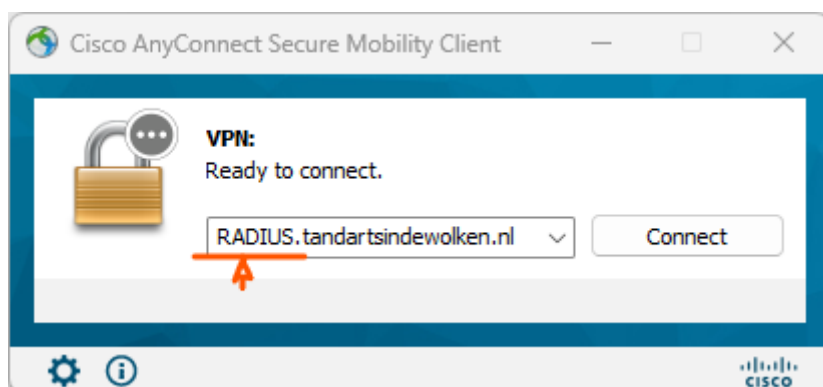 Cisco AnyConnect Secure Mobility Client
VPN:
Ready to connect.
RADIUS.tandartsindewolken.nl
Connect
CISCO